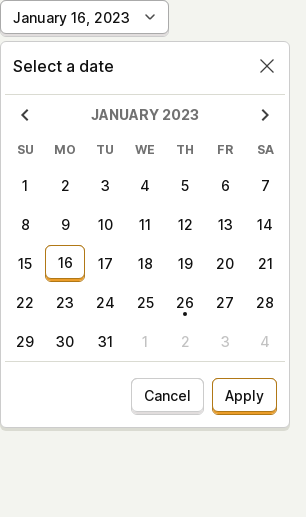 January 16, 2023
Select a date
JANUARY 2023
SU MO TU WE TH FR SA
1 2 3 4 5 6 7
8 9 10 11 12 13 14
15 16 17 18 19 20 21
22 23 24 25 26 27 28
29 30 31 1 2 3 4
Cancel Apply